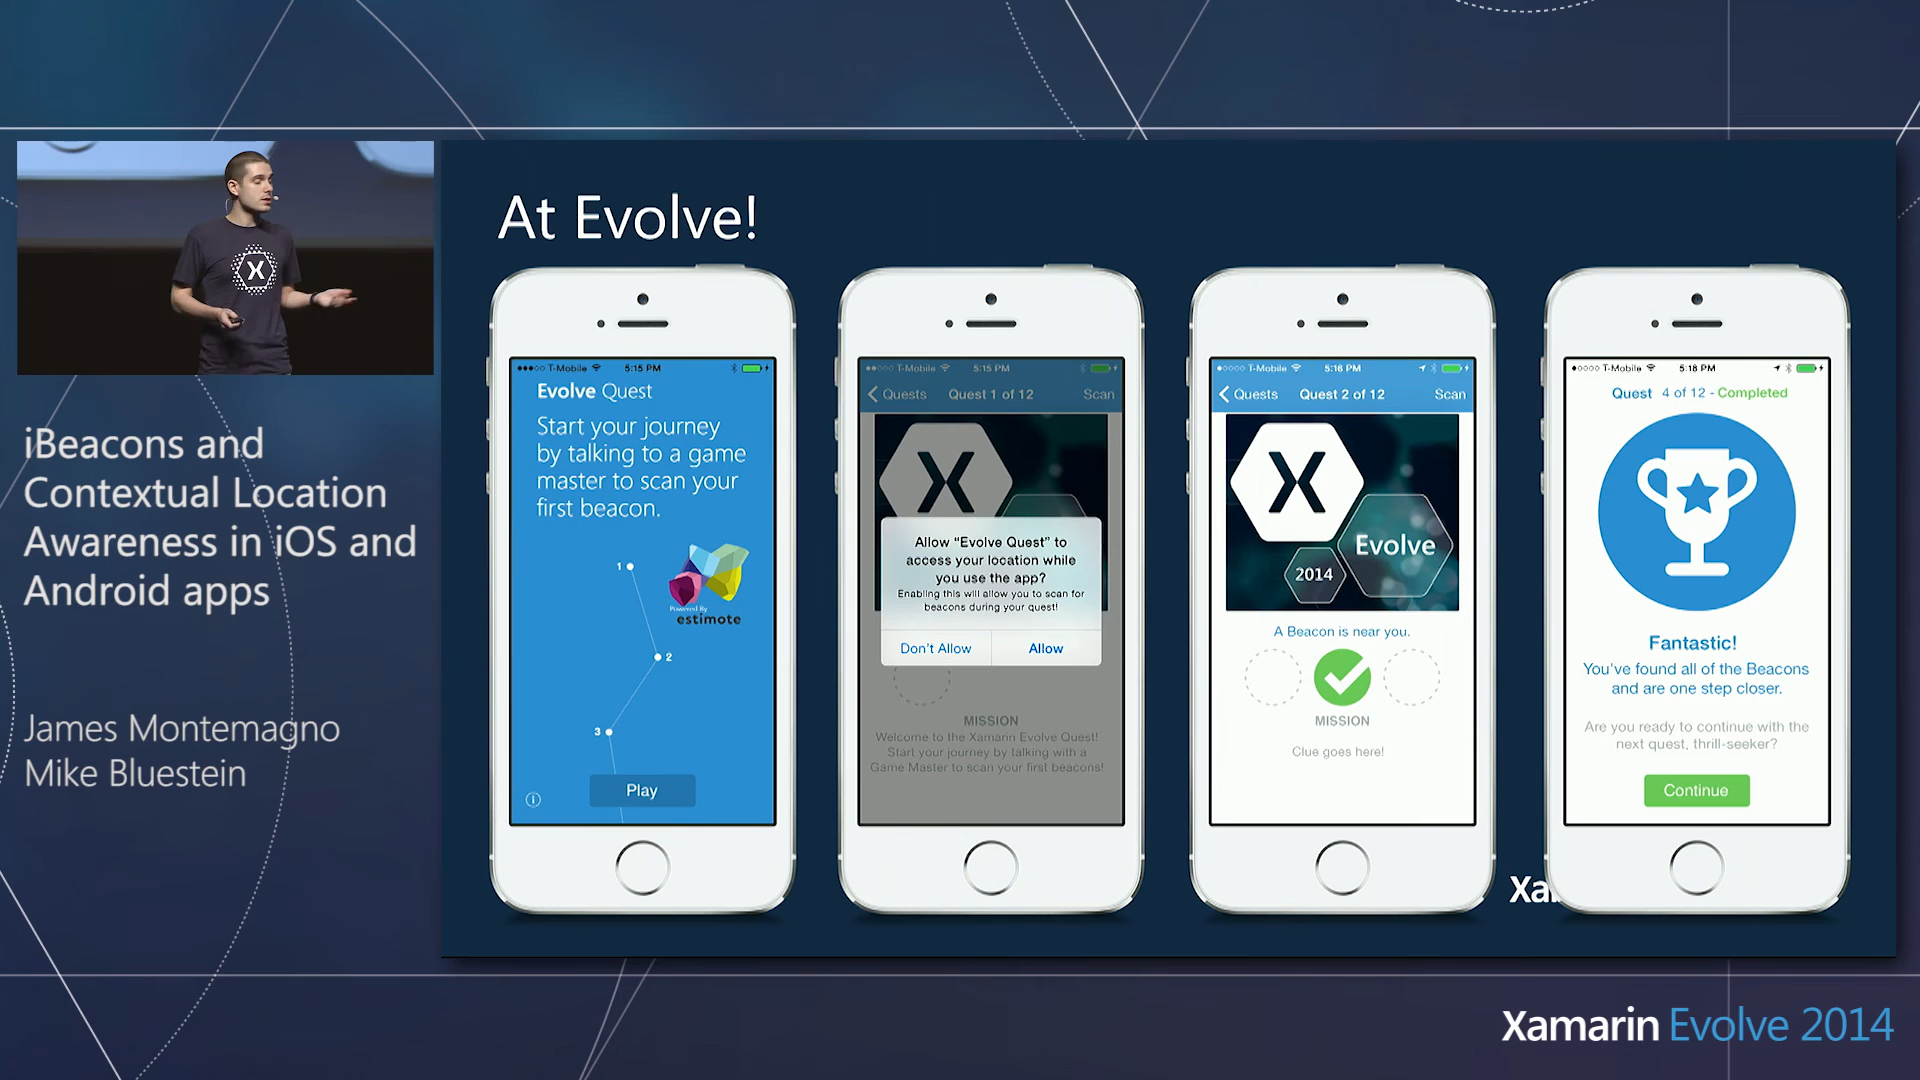 At Evolve!
X
iBeacons and
Contextual Location
Awareness in iOS and
Android apps
James Montemagno
Mike Bluestein
T-Mobile 5:15 PM
Evolve Quest
Start your journey
by talking to a game
master to scan your
first beacon.
1
Powered By
estimote
2
3
Play
T-Mobile 5:15 PM
Quests Quest 1 of 12 Scan
X
Allow “Evolve Quest” to
access your location while
you use the app?
Enabling this will allow you to scan for
beacons during your quest!
Don't Allow Allow
MISSION
Welcome to the Xamarin Evolve Quest!
Start your journey by talking with a
Game Master to scan your first beacons!
T-Mobile 5:16 PM
Quests Quest 2 of 12 Scan
X
Evolve
2014
A Beacon is near you.
MISSION
Clue goes here!
T-Mobile 5:18 PM
Quest 4 of 12 - Completed
Fantastic!
You've found all of the Beacons
and are one step closer.
Are you ready to continue with the
next quest, thrill-seeker?
Continue
Xa
Xamarin Evolve 2014